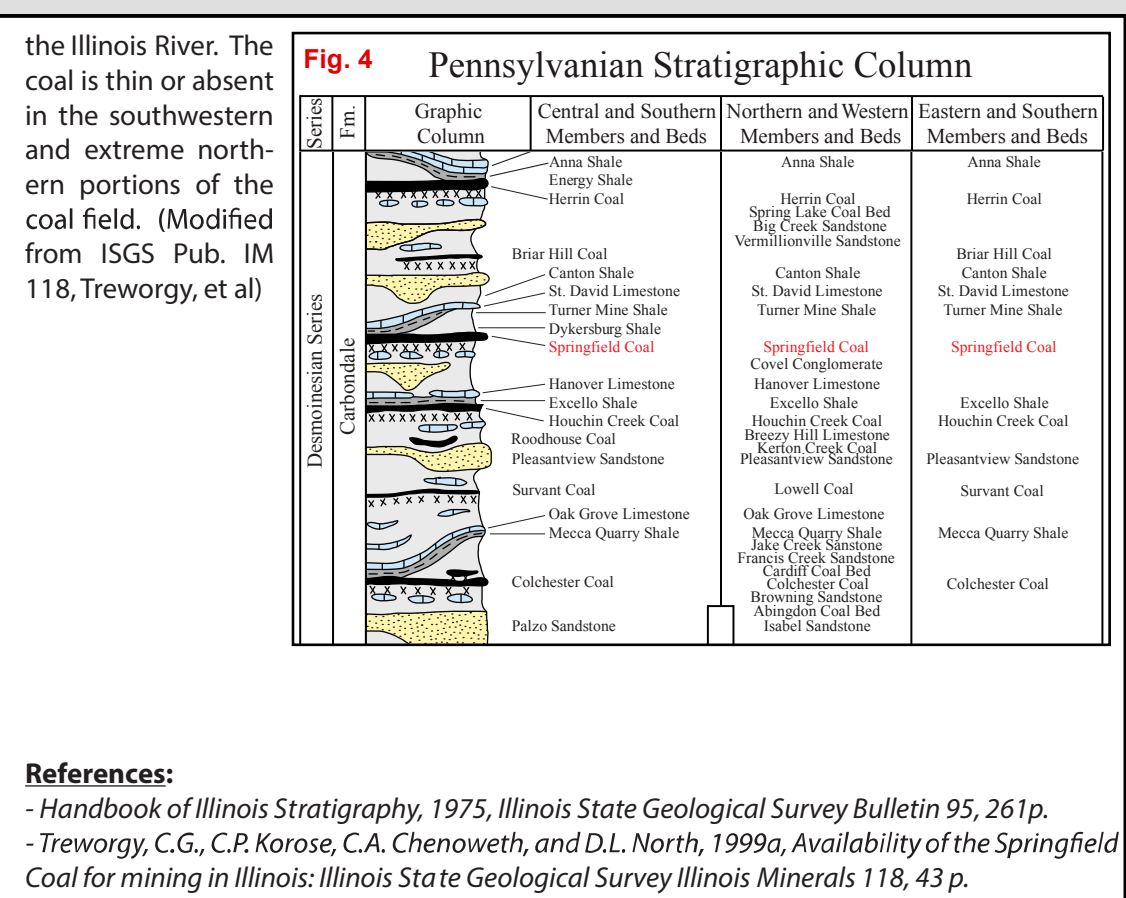 the Illinois River. The
coal is thin or absent
in the southwestern
and extreme north-
ern portions of the
coal field. (Modified
from ISGS Pub. IM
118, Treworgy, et al)
Fig. 4
Pennsylvanian Stratigraphic Column
Series
Fm.
Graphic
Column
Central and Southern
Members and Beds
Northern and Western
Members and Beds
Eastern and Southern
Members and Beds
Desmoinesian Series
Carbondale
Anna Shale
Energy Shale
Herrin Coal
Briar Hill Coal
Canton Shale
St. David Limestone
Turner Mine Shale
Dykersburg Shale
Springfield Coal
Hanover Limestone
Excello Shale
Houchin Creek Coal
Roodhouse Coal
Pleasantview Sandstone
Survant Coal
Oak Grove Limestone
Mecca Quarry Shale
Colchester Coal
Palzo Sandstone
Anna Shale
Herrin Coal
Spring Lake Coal Bed
Big Creek Sandstone
Vermillionville Sandstone
Canton Shale
St. David Limestone
Turner Mine Shale
Springfield Coal
Covel Conglomerate
Hanover Limestone
Excello Shale
Houchin Creek Coal
Breezy Hill Limestone
Kerton Creek Coal
Pleasantview Sandstone
Lowell Coal
Oak Grove Limestone
Mecca Quarry Shale
Jake Creek Sanstone
Francis Creek Sandstone
Cardiff Coal Bed
Colchester Coal
Browning Sandstone
Abingdon Coal Bed
Isabel Sandstone
Anna Shale
Herrin Coal
Briar Hill Coal
Canton Shale
St. David Limestone
Turner Mine Shale
Springfield Coal
Excello Shale
Houchin Creek Coal
Pleasantview Sandstone
Survant Coal
Mecca Quarry Shale
Colchester Coal
References:
- Handbook of Illinois Stratigraphy, 1975, Illinois State Geological Survey Bulletin 95, 261p.
- Treworgy, C.G., C.P. Korose, C.A. Chenoweth, and D.L. North, 1999a, Availability of the Springfield
Coal for mining in Illinois: Illinois State Geological Survey Illinois Minerals 118, 43 p.